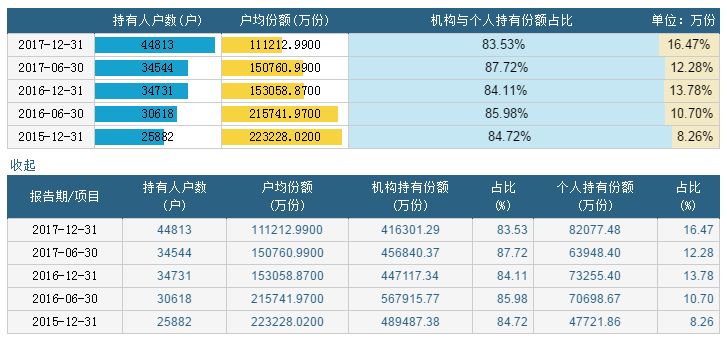 持有人户数(户) 户均份额(万份) 机构与个人持有份额占比 单位：万份
2017-12-31 44813 111212.9900 83.53% 16.47%
2017-06-30 34544 150760.9900 87.72% 12.28%
2016-12-31 34731 153058.8700 84.11% 13.78%
2016-06-30 30618 215741.9700 85.98% 10.70%
2015-12-31 25882 223228.0200 84.72% 8.26%
收起
报告期/项目 持有人户数 户均份额 机构持有份额 占比 个人持有份额 占比
(户) (万份) (万份) (%) (万份) (%)
2017-12-31 44813 111212.9900 416301.29 83.53 82077.48 16.47
2017-06-30 34544 150760.9900 456840.37 87.72 63948.40 12.28
2016-12-31 34731 153058.8700 447117.34 84.11 73255.40 13.78
2016-06-30 30618 215741.9700 567915.77 85.98 70698.67 10.70
2015-12-31 25882 223228.0200 489487.38 84.72 47721.86 8.26